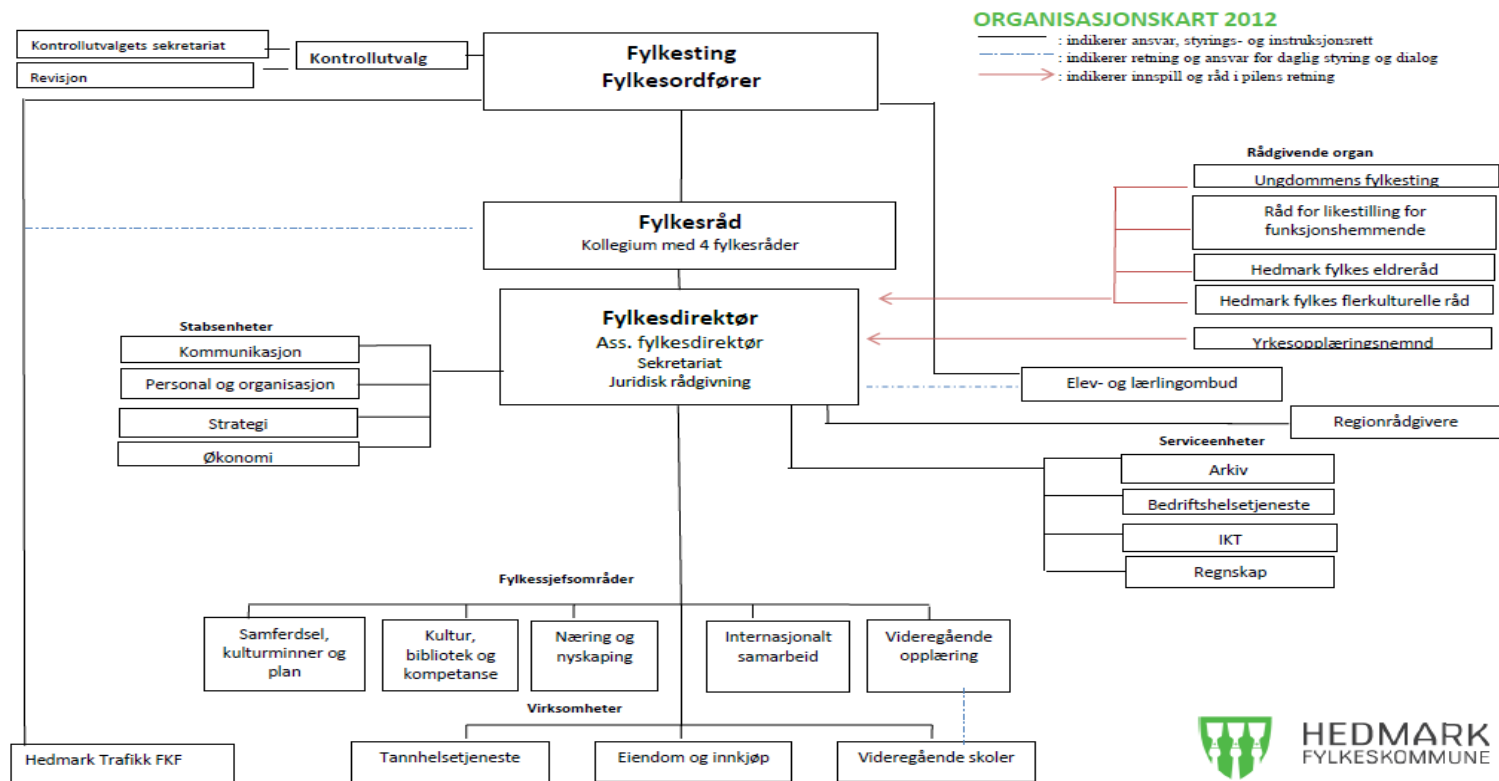 ORGANISASJONSKART 2012
: indikerer ansvar, styrings- og instruksjonsrett
: indikerer retning og ansvar for daglig styring og dialog
: indikerer innspill og råd i pilens retning
Kontrollutvalgets sekretariat
Revisjon
Kontrollutvalg
Fylkesting
Fylkesordfører
Rådgivende organ
Ungdommens fylkesting
Råd for likestilling for
funksjonshemmende
Hedmark fylkes eldreråd
Hedmark fylkes flerkulturelle råd
Yrkesopplæringsnemnd
Fylkesråd
Kollegium med 4 fylkesråder
Fylkesdirektør
Ass. fylkesdirektør
Sekretariat
Juridisk rådgivning
Stabsenheter
Kommunikasjon
Personal og organisasjon
Strategi
Økonomi
Elev- og lærlingombud
Regionrådgivere
Serviceenheter
Arkiv
Bedriftshelsetjeneste
IKT
Regnskap
Fylkessjefsområder
Samferdsel,
kulturminner og
plan
Kultur,
bibliotek og
kompetanse
Næring og
nyskaping
Internasjonalt
samarbeid
Videregående
opplæring
Virksomheter
Hedmark Trafikk FKF
Tannhelsetjeneste
Eiendom og innkjøp
Videregående skoler
HEDMARK
FYLKESKOMMUNE